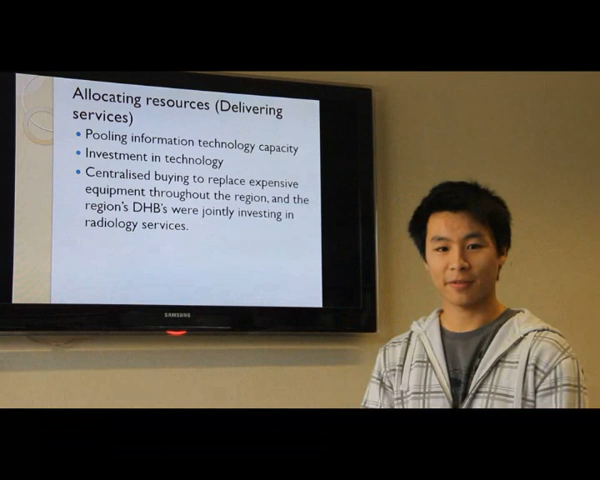 Allocating resources (Delivering
services)
• Pooling information technology capacity
• Investment in technology
• Centralised buying to replace expensive
equipment throughout the region, and the
region's DHB's were jointly investing in
radiology services.
SAMSUNG